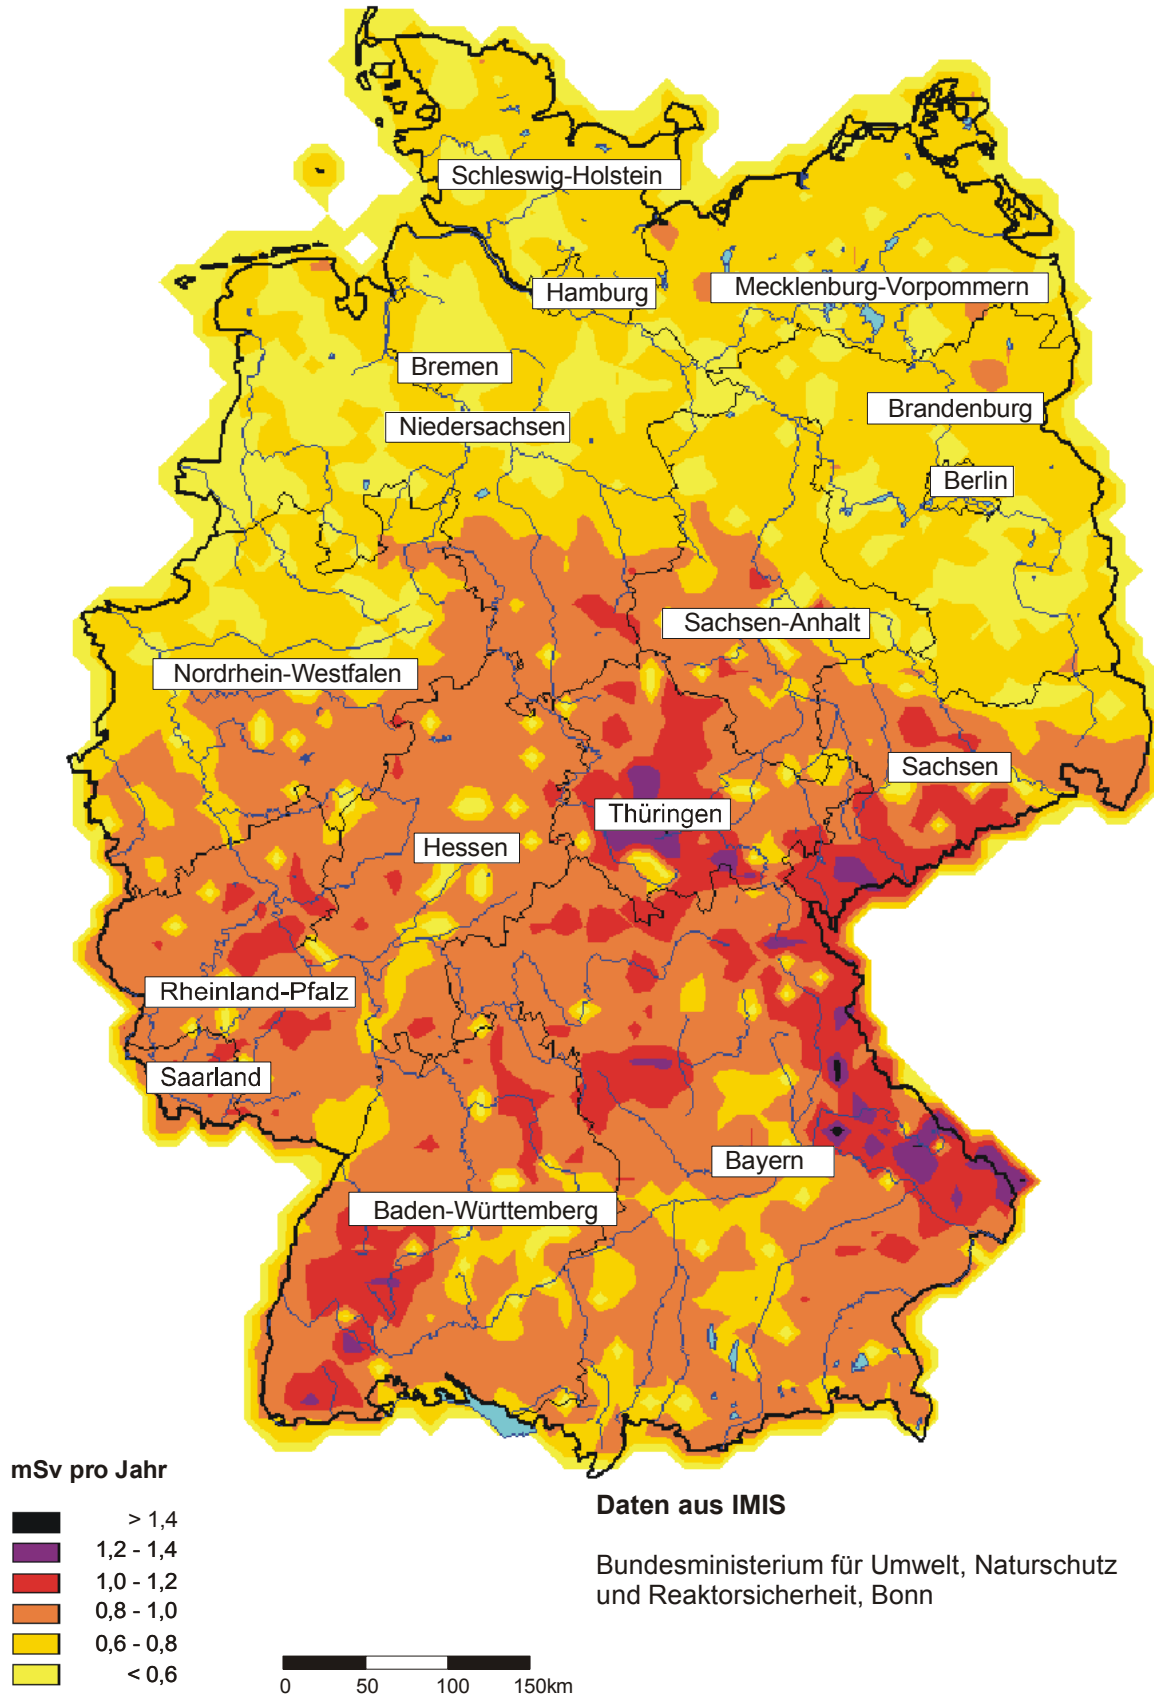 Schleswig-Holstein
Hamburg
Mecklenburg-Vorpommern
Bremen
Brandenburg
Niedersachsen
Berlin
Sachsen-Anhalt
Nordrhein-Westfalen
Sachsen
Thüringen
Hessen
Rheinland-Pfalz
Saarland
Bayern
Baden-Württemberg
mSv pro Jahr
> 1,4
1,2 - 1,4
1,0 - 1,2
0,8 - 1,0
0,6 - 0,8
< 0,6
0 50 100 150km
Daten aus IMIS
Bundesministerium für Umwelt, Naturschutz
und Reaktorsicherheit, Bonn